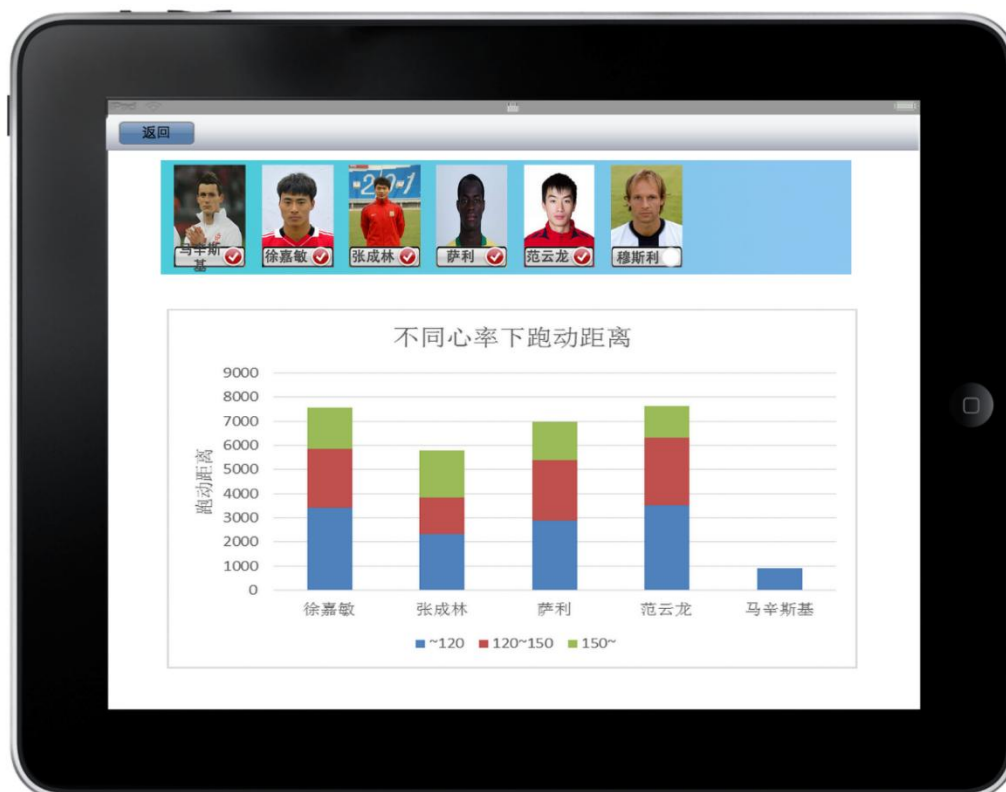 iPad
返回
马辛斯
基
徐嘉敏
张成林
萨利
范云龙
穆斯利
不同心率下跑动距离
跑动距离
9000
8000
7000
6000
5000
4000
3000
2000
1000
0
徐嘉敏 张成林 萨利 范云龙 马辛斯基
~120 120~150 150~